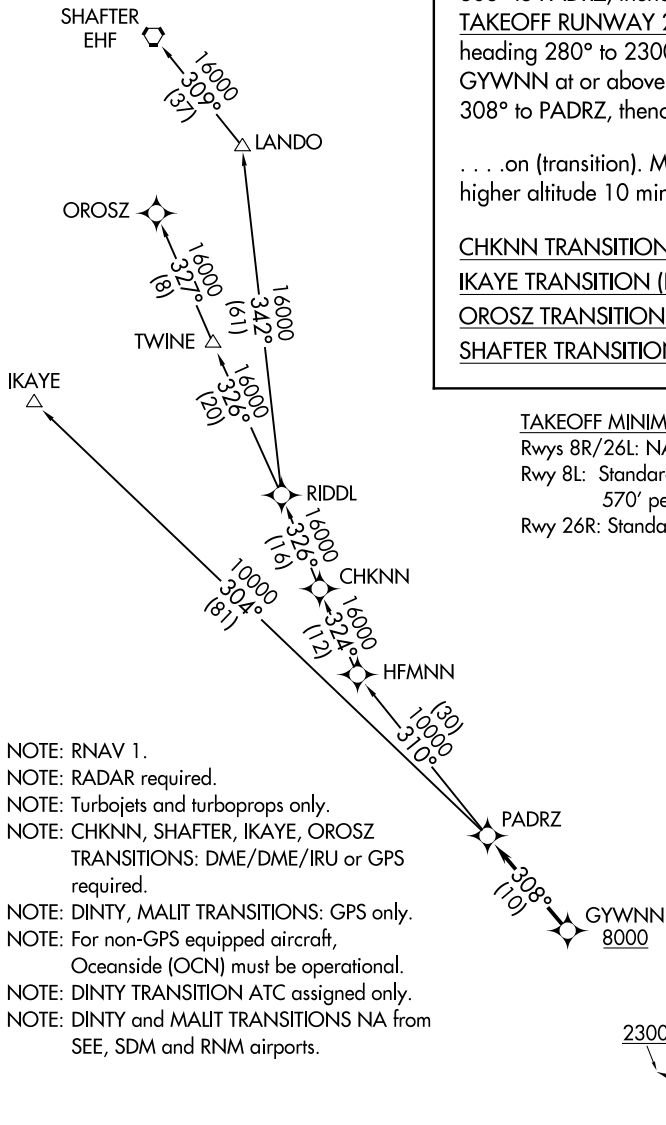 308° to PADRZ, thenc
TAKEOFF RUNWAY 2
heading 280° to 2300
GYWNN at or above
308° to PADRZ, thenc
. . . .on (transition). M
higher altitude 10 min
CHKNN TRANSITION
IKAYE TRANSITION (I
OROSZ TRANSITION
SHAFTER TRANSITION
TAKEOFF MINIM
Rwys 8R/26L: NA
Rwy 8L: Standard
570' pe
Rwy 26R: Standa
SHAFTER
EHF
16000
309°
(37)
LANDO
OROSZ
16000
327°
(8)
16000
342°
(61)
TWINE
16000
326°
(20)
IKAYE
RIDDL
16000
326°
(16)
CHKNN
10000
304°
(81)
16000
324°
(12)
HFMNN
(30)
10000
310°
PADRZ
308°
(10)
GYWNN
8000
NOTE: RNAV 1.
NOTE: RADAR required.
NOTE: Turbojets and turboprops only.
NOTE: CHKNN, SHAFTER, IKAYE, OROSZ
TRANSITIONS: DME/DME/IRU or GPS
required.
NOTE: DINTY, MALIT TRANSITIONS: GPS only.
NOTE: For non-GPS equipped aircraft,
Oceanside (OCN) must be operational.
NOTE: DINTY TRANSITION ATC assigned only.
NOTE: DINTY and MALIT TRANSITIONS NA from
SEE, SDM and RNM airports.
2300